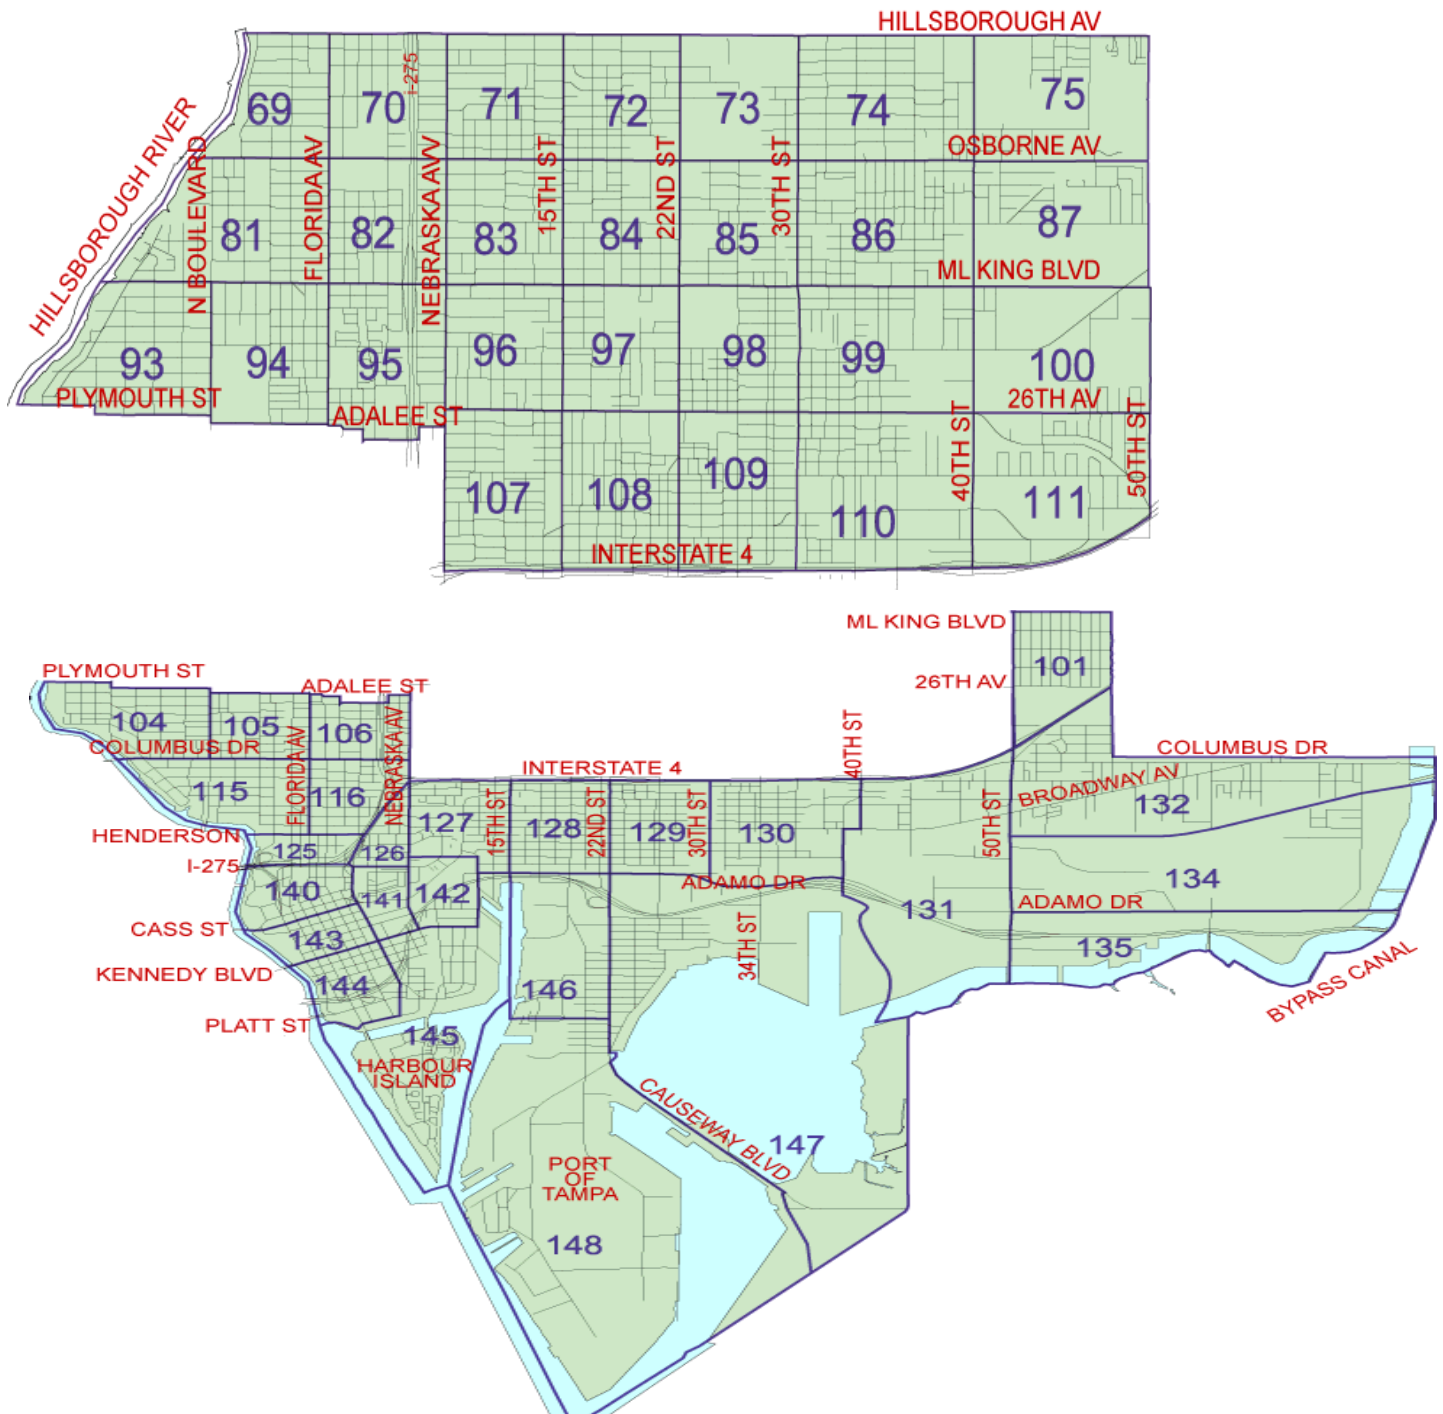 HILLSBOROUGH AV
I-275
69
70
71
72
73
74
75
HILLSBOROUGH RIVER
N BOULEVARD
FLORIDA AV
NEBRASKA AVV
15TH ST
22ND ST
30TH ST
OSBORNE AV
81
82
83
84
85
86
87
ML KING BLVD
93
94
95
96
97
98
99
100
PLYMOUTH ST
ADALEE ST
26TH AV
40TH ST
50TH ST
107
108
109
110
111
INTERSTATE 4
ML KING BLVD
101
26TH AV
PLYMOUTH ST
ADALEE ST
104
105
106
COLUMBUS DR
FLORIDA AV
NEBRASKA AV
40TH ST
COLUMBUS DR
INTERSTATE 4
BROADWAY AV
115
116
127
15TH ST
128
22ND ST
129
30TH ST
130
50TH ST
132
HENDERSON
125
126
I-275
140
141
142
ADAMO DR
131
134
ADAMO DR
CASS ST
143
34TH ST
135
KENNEDY BLVD
144
146
BYPASS CANAL
PLATT ST
145
HARBOUR
ISLAND
CAUSEWAY BLVD
147
PORT
OF
TAMPA
148